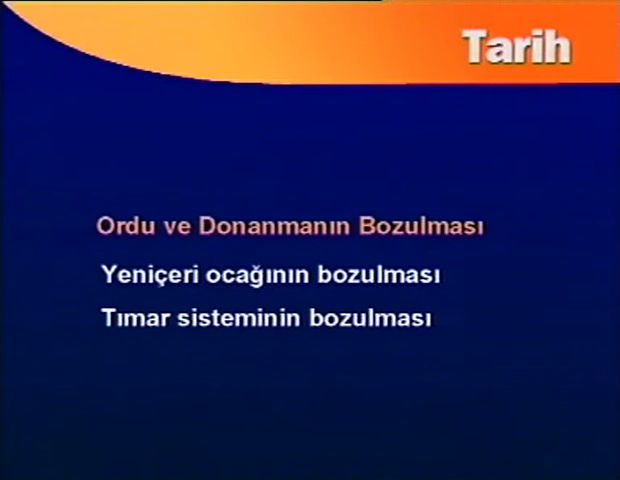 Tarih
Ordu ve Donanmanın Bozulması
Yeniçeri ocağının bozulması
Tımar sisteminin bozulması